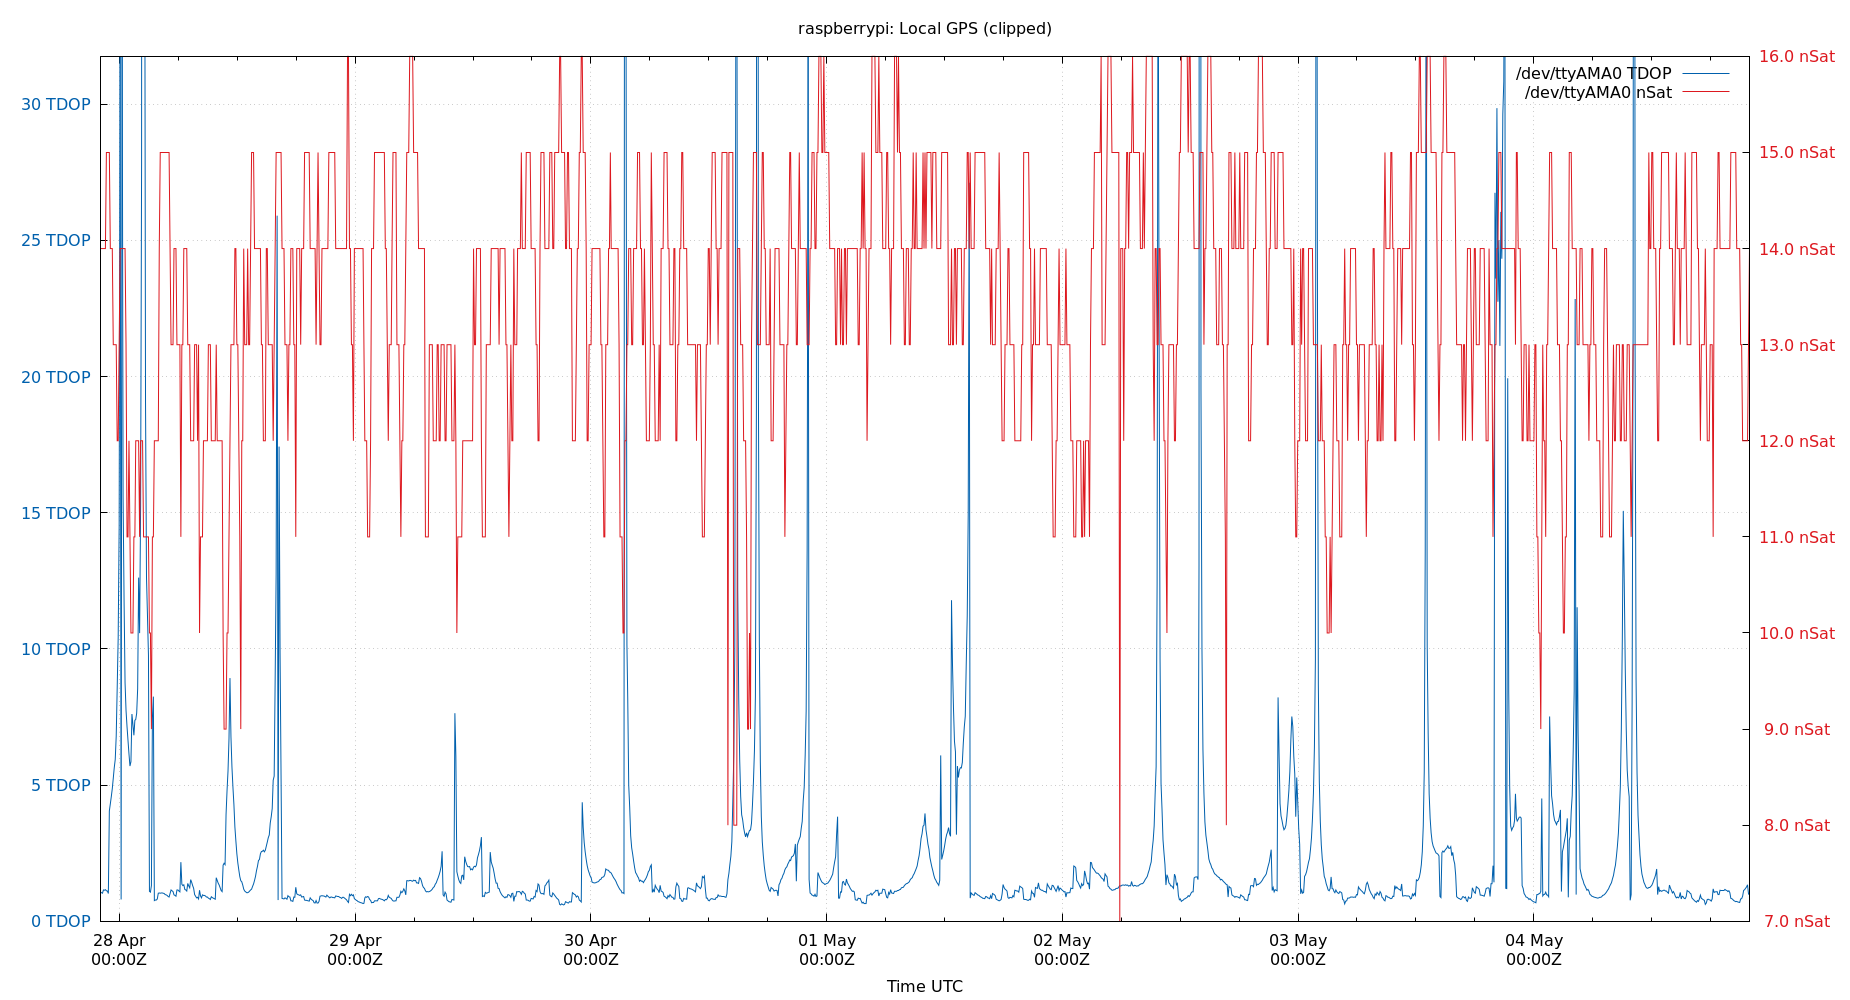 raspberrypi: Local GPS (clipped)
/dev/ttyAMA0 TDOP
/dev/ttyAMA0 nSat
30 TDOP
25 TDOP
20 TDOP
15 TDOP
10 TDOP
5 TDOP
0 TDOP
16.0 nSat
15.0 nSat
14.0 nSat
13.0 nSat
12.0 nSat
11.0 nSat
10.0 nSat
9.0 nSat
8.0 nSat
7.0 nSat
28 Apr
00:00Z
29 Apr
00:00Z
30 Apr
00:00Z
01 May
00:00Z
02 May
00:00Z
03 May
00:00Z
04 May
00:00Z
Time UTC